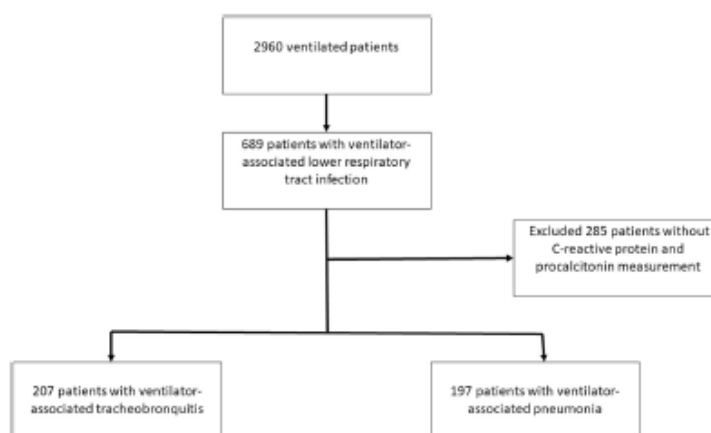 2960 ventilated patients
689 patients with ventilator-
associated lower respiratory
tract infection
Excluded 285 patients without
C-reactive protein and
procalcitonin measurement
207 patients with ventilator-
associated tracheobronquitis
197 patients with ventilator-
associated pneumonia